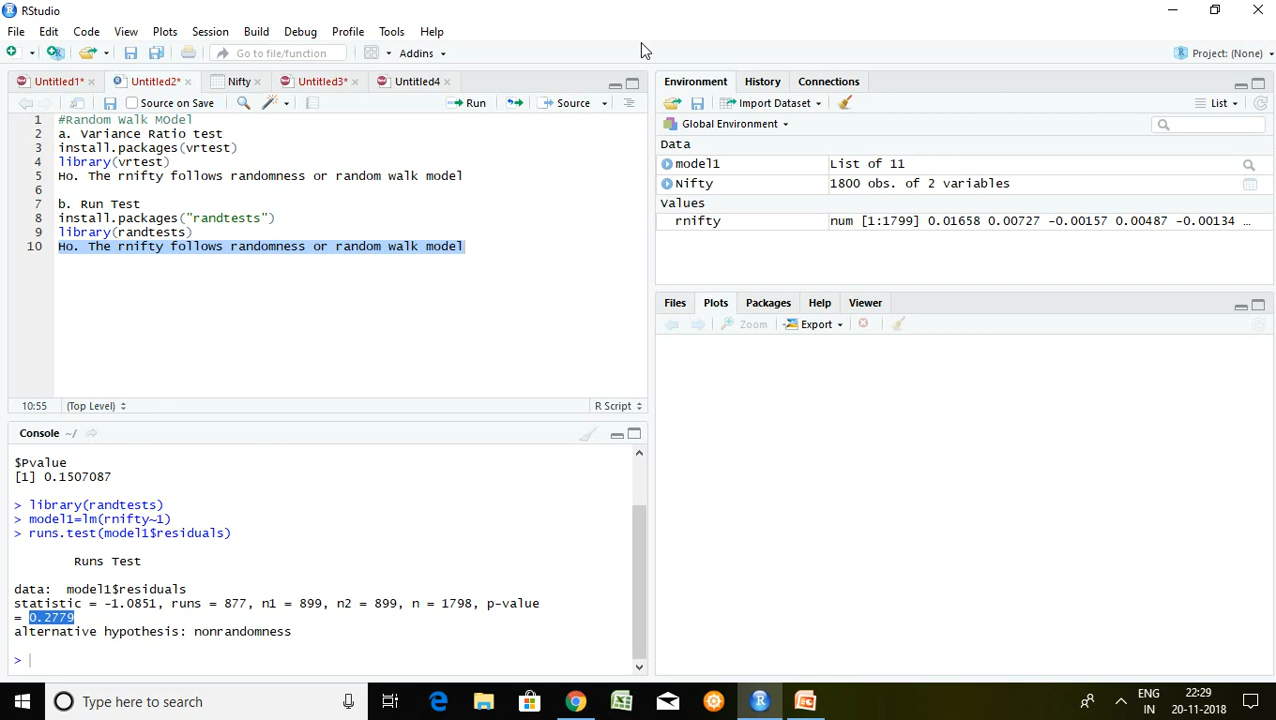 RStudio
File Edit Code View Plots Session Build Debug Profile Tools Help
Go to file/function Addins Project: (None)
Untitled1* Untitled2* Nifty Untitled3* Untitled4
Source on Save Run Source
1 #Random Walk MOdel
2 a. Variance Ratio test
3 install.packages(vrtest)
4 library(vrtest)
5 Ho. The rnifty follows randomness or random walk model
6
7 b. Run Test
8 install.packages("randtests")
9 library(randtests)
10 Ho. The rnifty follows randomness or random walk model
10:55 (Top Level) R Script
Console ~/
$Pvalue
[1] 0.1507087
> library(randtests)
> model1=lm(rnifty~1)
> runs.test(model1$residuals)
Runs Test
data: model1$residuals
statistic = -1.0851, runs = 877, n1 = 899, n2 = 899, n = 1798, p-value
= 0.2779
alternative hypothesis: nonrandomness
>
Environment History Connections
Import Dataset List
Global Environment
Data
model1 List of 11
Nifty 1800 obs. of 2 variables
Values
rnifty num [1:1799] 0.01658 0.00727 -0.00157 0.00487 -0.00134 …
Files Plots Packages Help Viewer
Zoom Export
Type here to search
ENG
IN
22:29
20-11-2018